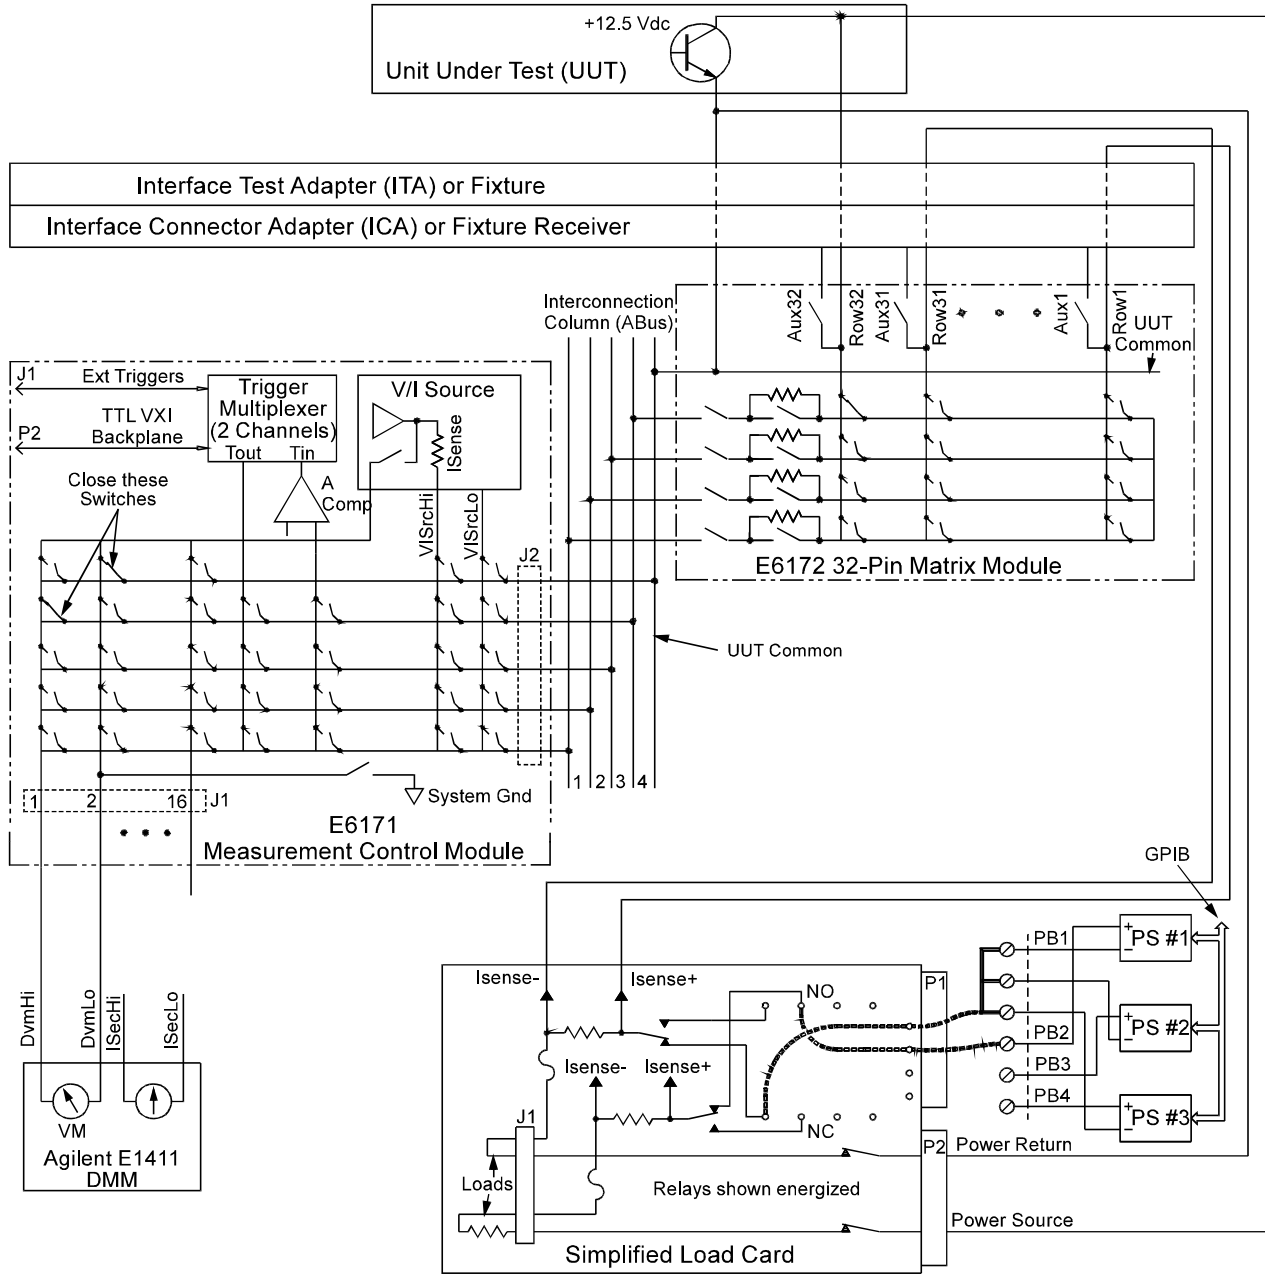 +12.5 Vdc
Unit Under Test (UUT)
Interface Test Adapter (ITA) or Fixture
Interface Connector Adapter (ICA) or Fixture Receiver
Interconnection
Column (ABus)
Aux32
Row32
Aux31
Row31
Aux1
Row1
UUT
Common
J1
Ext Triggers
P2
TTL VXI
Backplane
Trigger
Multiplexer
(2 Channels)
Tout
Tin
V/I Source
ISense
Close these
Switches
A
Comp
VISrcHi
VISrcLo
J2
E6172 32-Pin Matrix Module
UUT Common
1
2
3
4
System Gnd
1
2
16
J1
E6171
Measurement Control Module
GPIB
DvmHi
DvmLo
ISecHi
ISecLo
VM
Agilent E1411
DMM
Isense-
Isense+
NO
P1
PB1
PS #1
PB2
PS #2
Isense-
Isense+
PB3
PB4
PS #3
+
−
+
−
+
−
J1
NC
P2
Power Return
Loads
Relays shown energized
Power Source
Simplified Load Card